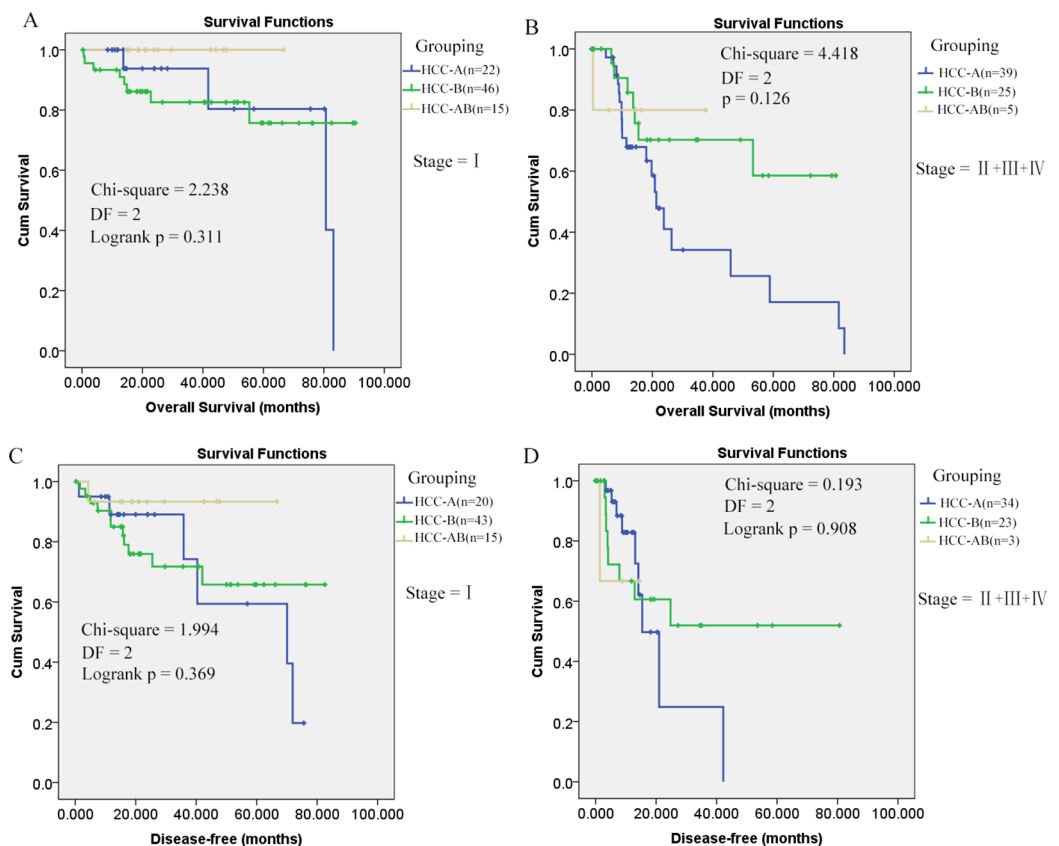 A
Survival Functions
Cum Survival
1.0
0.8
0.6
0.4
0.2
0.0
0.000 20.000 40.000 60.000 80.000 100.000
Overall Survival (months)
Grouping
HCC-A(n=22)
HCC-B(n=46)
HCC-AB(n=15)
Stage = Ⅰ
Chi-square = 2.238
DF = 2
Logrank p = 0.311
B
Survival Functions
Cum Survival
1.0
0.8
0.6
0.4
0.2
0.0
0.000 20.000 40.000 60.000 80.000 100.000
Overall Survival (months)
Chi-square = 4.418
DF = 2
p = 0.126
Grouping
HCC-A(n=39)
HCC-B(n=25)
HCC-AB(n=5)
Stage = Ⅱ+Ⅲ+Ⅳ
C
Survival Functions
Cum Survival
1.0
0.8
0.6
0.4
0.2
0.0
0.000 20.000 40.000 60.000 80.000 100.000
Disease-free (months)
Grouping
HCC-A(n=20)
HCC-B(n=43)
HCC-AB(n=15)
Stage = Ⅰ
Chi-square = 1.994
DF = 2
Logrank p = 0.369
D
Survival Functions
Cum Survival
1.0
0.8
0.6
0.4
0.2
0.0
0.000 20.000 40.000 60.000 80.000 100.000
Disease-free (months)
Chi-square = 0.193
DF = 2
Logrank p = 0.908
Grouping
HCC-A(n=34)
HCC-B(n=23)
HCC-AB(n=3)
Stage = Ⅱ+Ⅲ+Ⅳ